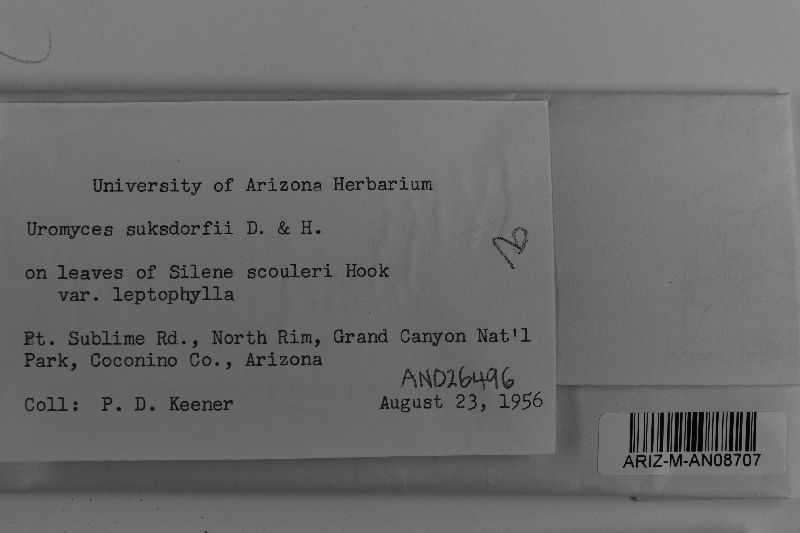 University of Arizona Herbarium
Uromyces suksdorfii D. & H.
on leaves of Silene scouleri Hook
var. leptophylla
Pt. Sublime Rd., North Rim, Grand Canyon Nat'l
Park, Coconino Co., Arizona
AN026496
Coll: P. D. Keener August 23, 1956
ARIZ-M-AN08707